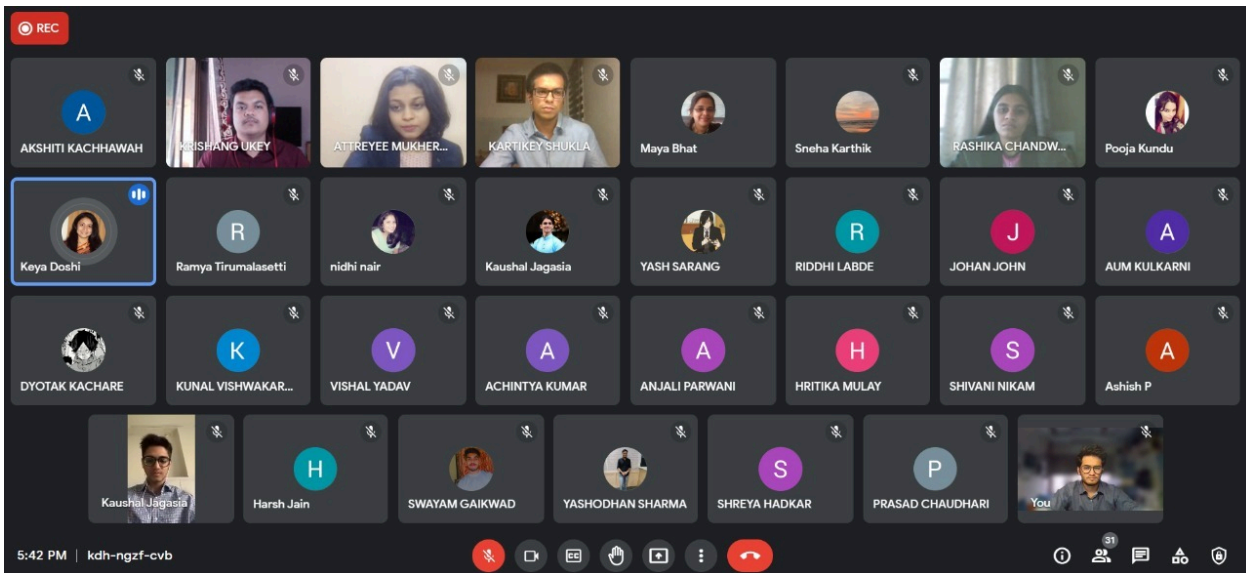 REC
A
AKSHITI KACHHAWAH
KRISHANG UKEY
ATTREYEE MUKHER...
KARTIKEY SHUKLA
Maya Bhat
Sneha Karthik
RASHIKA CHANDW...
Pooja Kundu
Keya Doshi
R
Ramya Tirumalasetti
nidhi nair
Kaushal Jagasia
YASH SARANG
R
RIDDHI LABDE
J
JOHAN JOHN
A
AUM KULKARNI
DYOTAK KACHARE
K
KUNAL VISHWAKAR...
V
VISHAL YADAV
A
ACHINTYA KUMAR
A
ANJALI PARWANI
H
HRITIKA MULAY
S
SHIVANI NIKAM
A
Ashish P
Kaushal Jagasia
H
Harsh Jain
SWAYAM GAIKWAD
YASHODHAN SHARMA
S
SHREYA HADKAR
P
PRASAD CHAUDHARI
You
5:42 PM | kdh-ngzf-cvb
CC
31